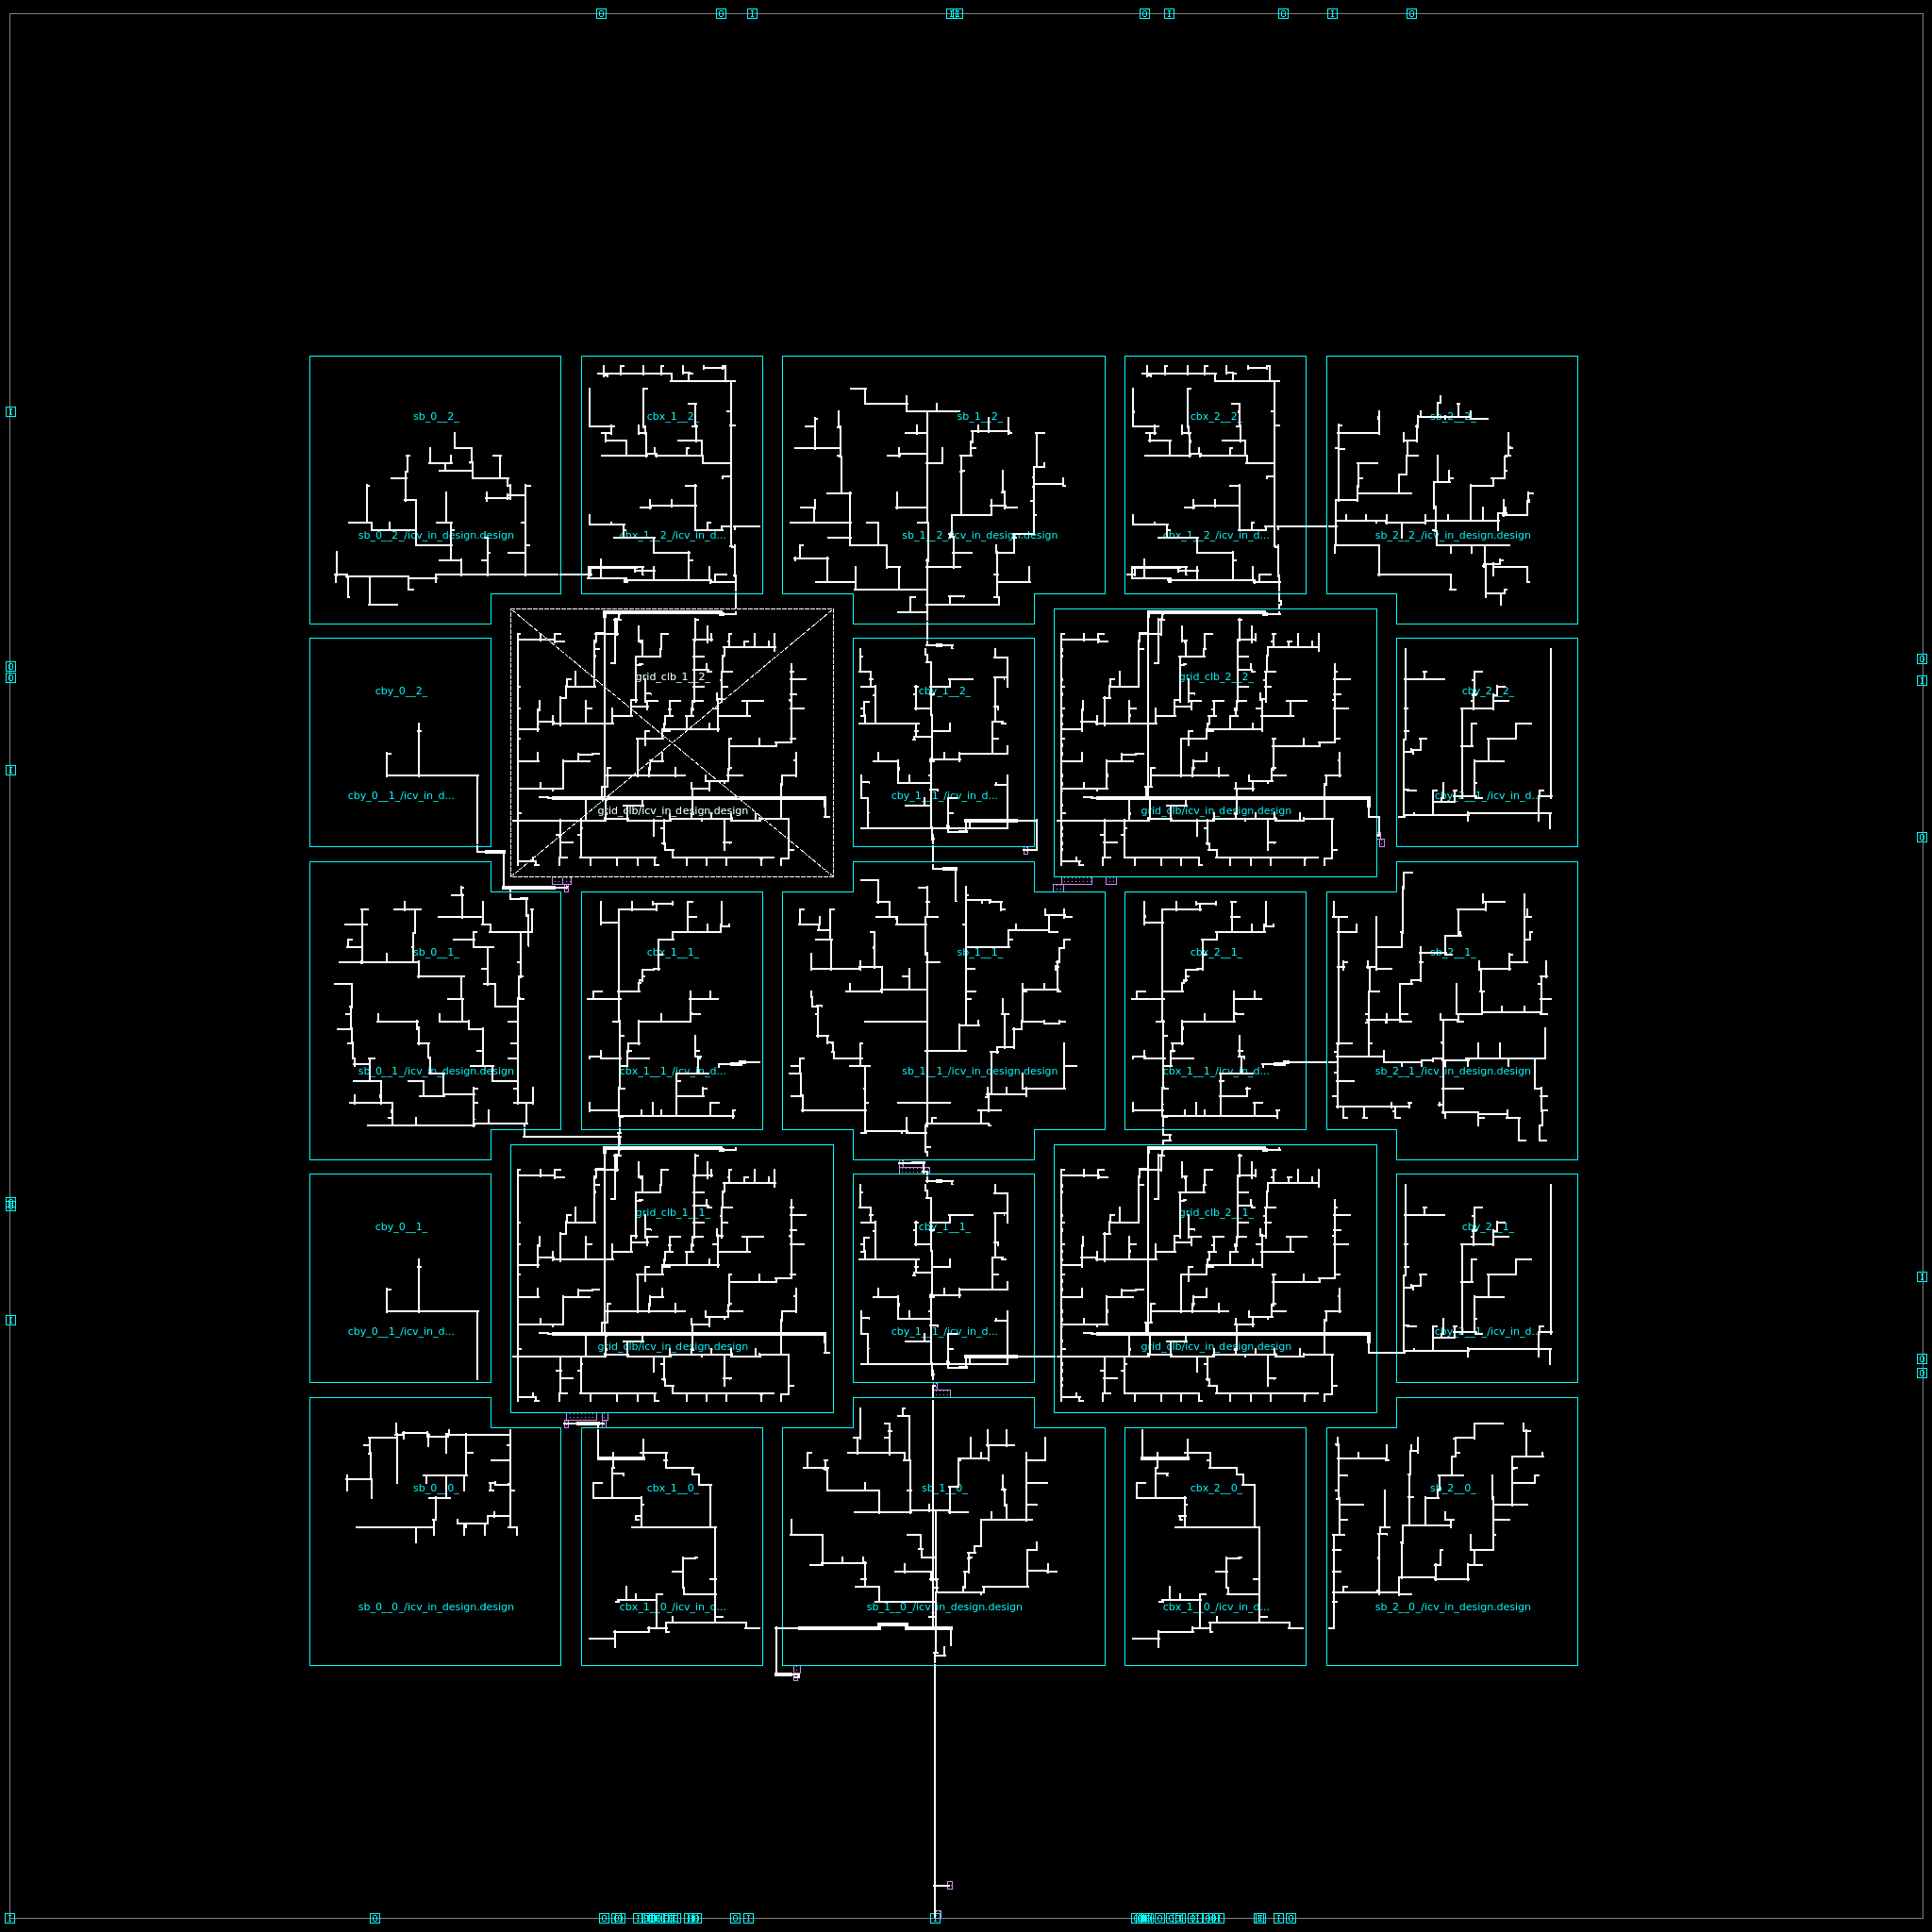 sb_0__2_
cbx_1__2_
sb_1__2_
cbx_2__2_
sb_2__2_
sb_0__2_/icv_in_design.design
cbx_1__2_/icv_in_d...
sb_1__2_/icv_in_design.design
cbx_1__2_/icv_in_d...
sb_2__2_/icv_in_design.design
cby_0__2_
grid_clb_1__2_
cby_1__2_
grid_clb_2__2_
cby_2__2_
cby_0__1_/icv_in_d...
grid_clb/icv_in_design.design
cby_1__1_/icv_in_d...
grid_clb/icv_in_design.design
cby_2__1_/icv_in_d...
sb_0__1_
cbx_1__1_
sb_1__1_
cbx_2__1_
sb_2__1_
sb_0__1_/icv_in_design.design
cbx_1__1_/icv_in_d...
sb_1__1_/icv_in_design.design
cbx_1__1_/icv_in_d...
sb_2__1_/icv_in_design.design
cby_0__1_
grid_clb_1__1_
cby_1__1_
grid_clb_2__1_
cby_2__1_
cby_0__1_/icv_in_d...
grid_clb/icv_in_design.design
cby_1__1_/icv_in_d...
grid_clb/icv_in_design.design
cby_2__1_/icv_in_d...
sb_0__0_
cbx_1__0_
sb_1__0_
cbx_2__0_
sb_2__0_
sb_0__0_/icv_in_design.design
cbx_1__0_/icv_in_d...
sb_1__0_/icv_in_design.design
cbx_1__0_/icv_in_d...
sb_2__0_/icv_in_design.design